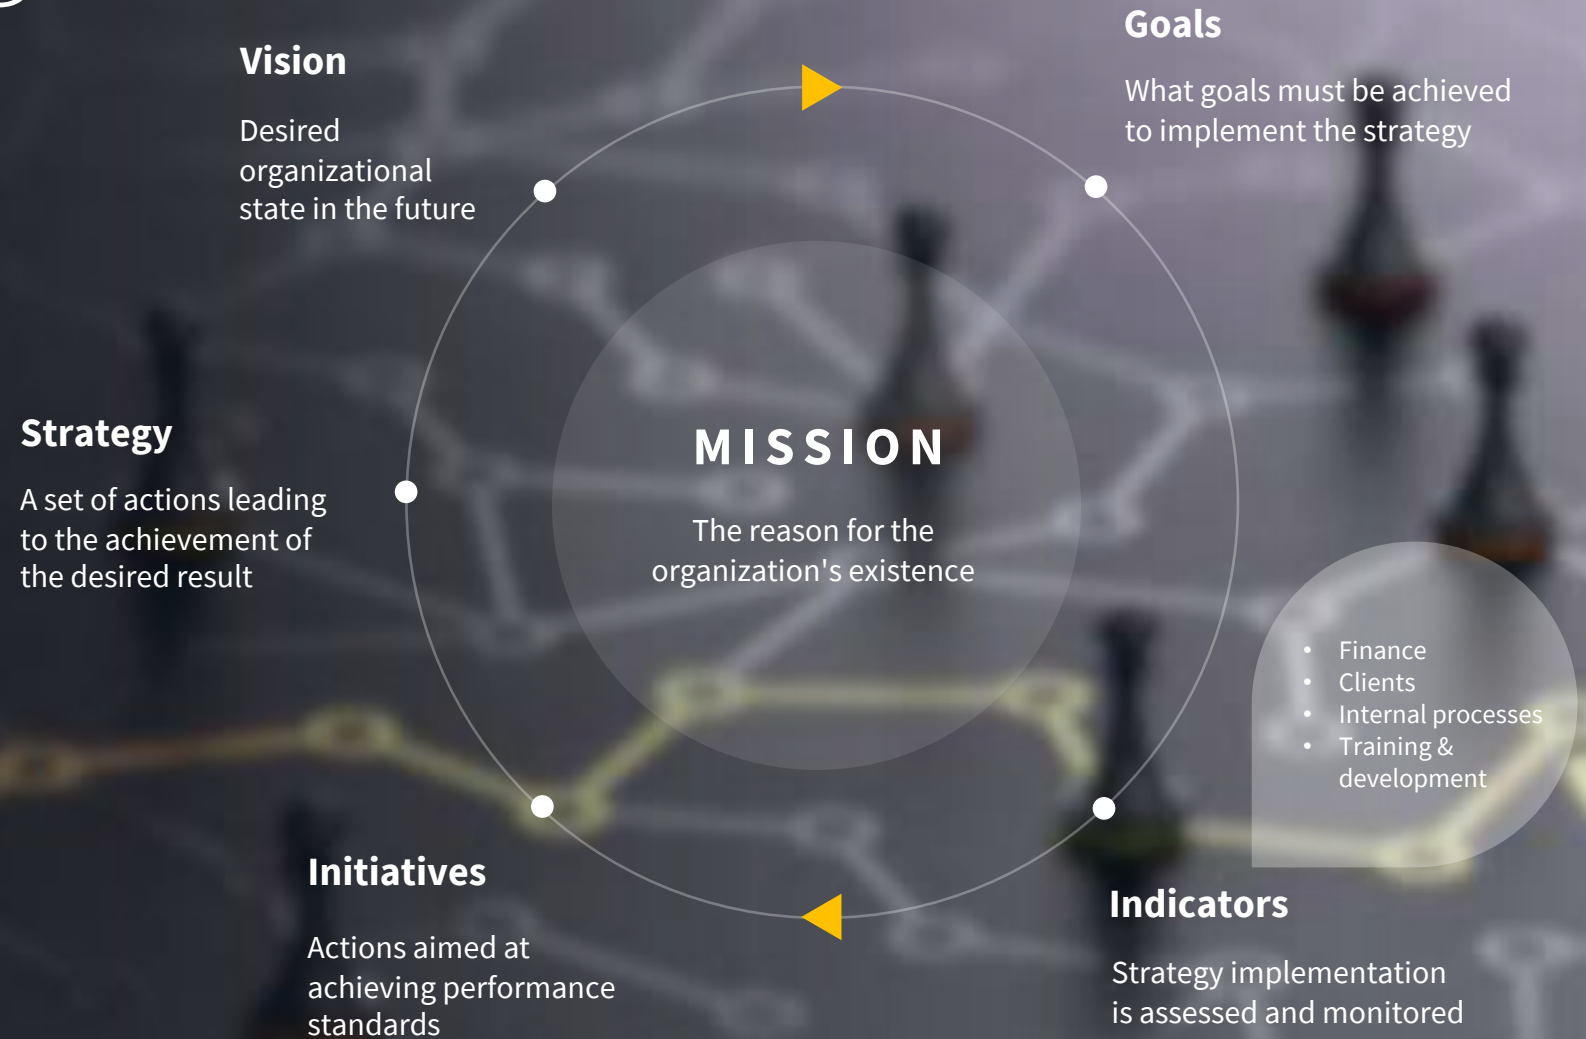 Vision
Desired
organizational
state in the future
Goals
What goals must be achieved
to implement the strategy
Strategy
A set of actions leading
to the achievement of
the desired result
MISSION
The reason for the
organization's existence
• Finance
• Clients
• Internal processes
• Training &
development
Initiatives
Actions aimed at
achieving performance
standards
Indicators
Strategy implementation
is assessed and monitored